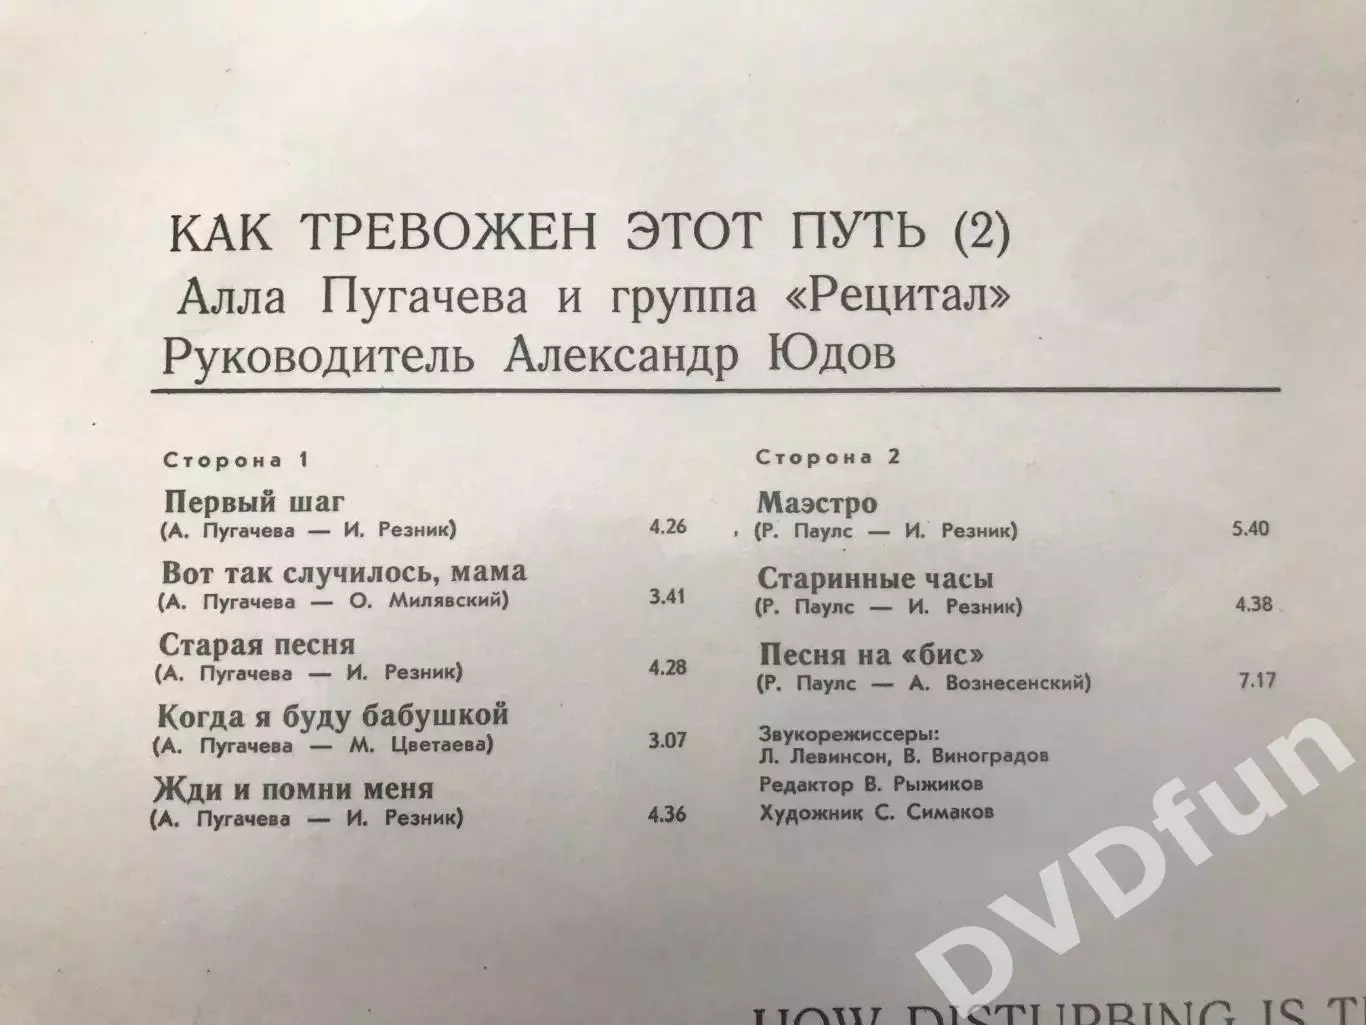 КАК ТРЕВОЖЕН ЭТОТ ПУТЬ (2)
Алла Пугачева и группа «Рецитал»
Руководитель Александр Юдов
Сторона 1
Первый шаг
(А. Пугачева — И. Резник) 4.26
Вот так случилось, мама
(А. Пугачева — О. Милявский) 3.41
Старая песня
(А. Пугачева — И. Резник) 4.28
Когда я буду бабушкой
(А. Пугачева — М. Цветаева) 3.07
Жди и помни меня
(А. Пугачева — И. Резник) 4.36
Сторона 2
Маэстро
(Р. Паулс — И. Резник) 5.40
Старинные часы
(Р. Паулс — И. Резник) 4.38
Песня на «бис»
(Р. Паулс — А. Вознесенский) 7.17
Звукорежиссеры:
Л. Левинсон, В. Виноградов
Редактор В. Рыжиков
Художник С. Симаков
DVDfun
HOW DISTURBING IS